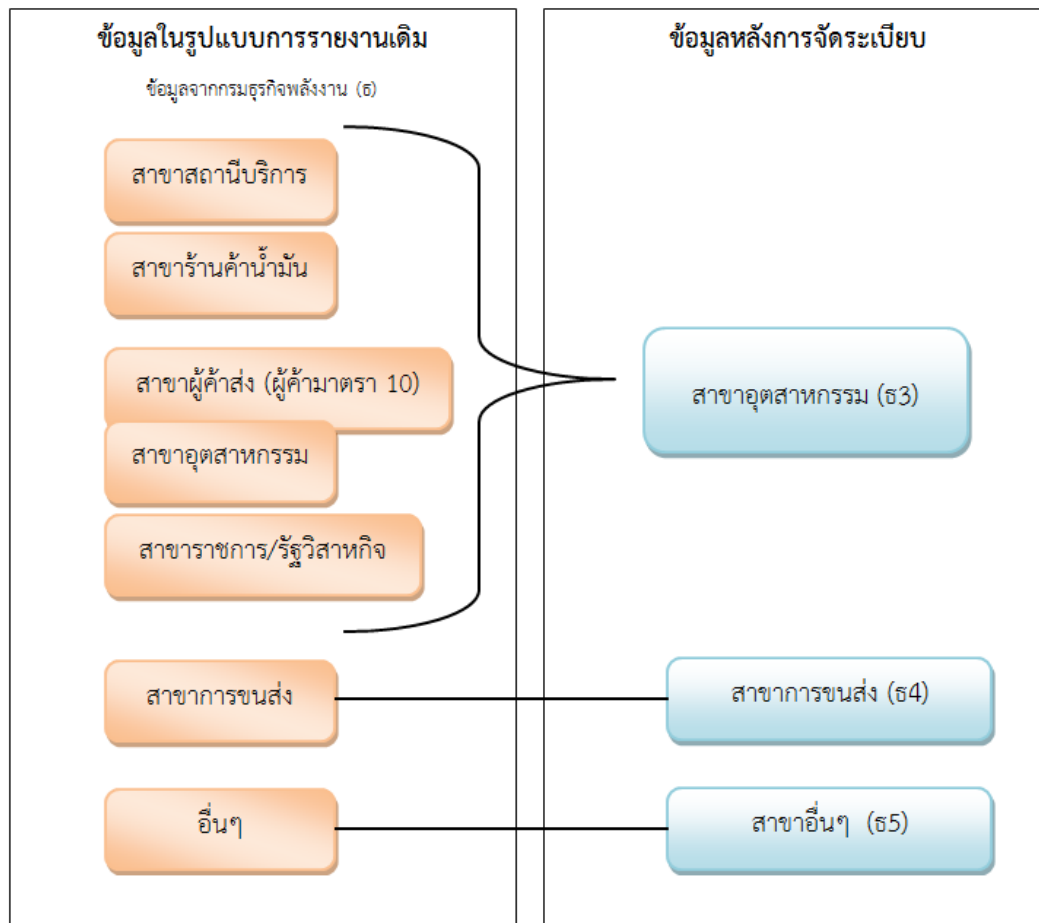 ข้อมูลในรูปแบบการรายงานเดิม
ข้อมูลจากกรมธุรกิจพลังงาน (ธ)
สาขาสถานีบริการ
สาขาร้านค้าน้ำมัน
สาขาผู้ค้าส่ง (ผู้ค้ามาตรา 10)
สาขาอุตสาหกรรม
สาขาราชการ/รัฐวิสาหกิจ
สาขาการขนส่ง
อื่นๆ
ข้อมูลหลังการจัดระเบียบ
สาขาอุตสาหกรรม (ธ3)
สาขาการขนส่ง (ธ4)
สาขาอื่นๆ (ธ5)